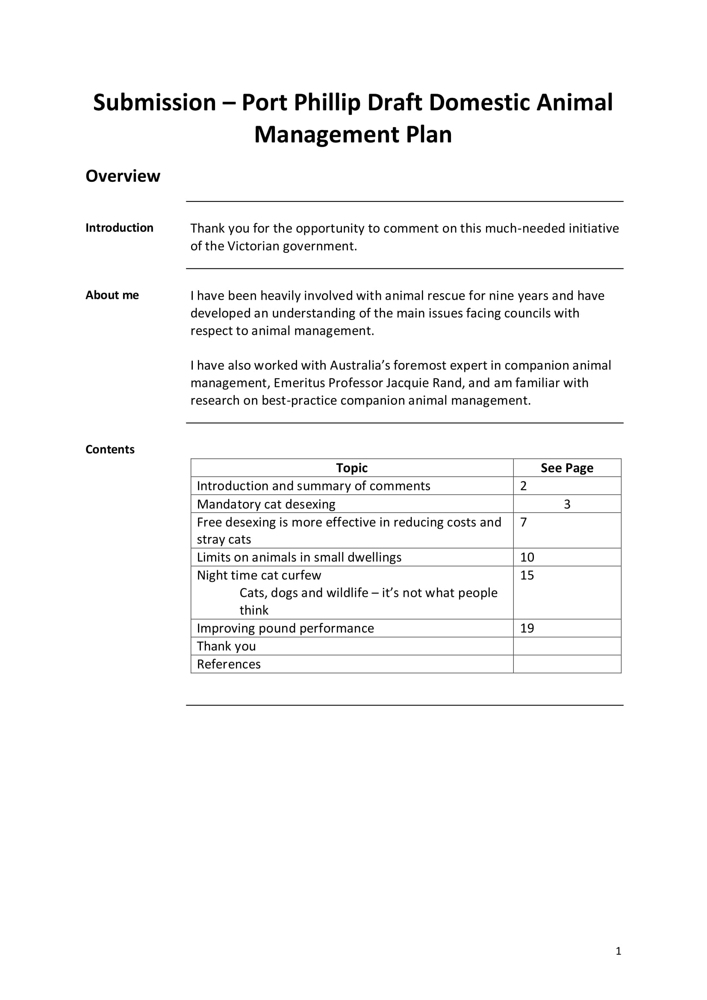 Submission – Port Phillip Draft Domestic Animal
Management Plan
Overview
Introduction
Thank you for the opportunity to comment on this much-needed initiative
of the Victorian government.
About me
I have been heavily involved with animal rescue for nine years and have
developed an understanding of the main issues facing councils with
respect to animal management.
I have also worked with Australia’s foremost expert in companion animal
management, Emeritus Professor Jacquie Rand, and am familiar with
research on best-practice companion animal management.
Contents
Topic See Page
Introduction and summary of comments 2
Mandatory cat desexing 3
Free desexing is more effective in reducing costs and 7
stray cats
Limits on animals in small dwellings 10
Night time cat curfew 15
Cats, dogs and wildlife – it’s not what people
think
Improving pound performance 19
Thank you
References
1